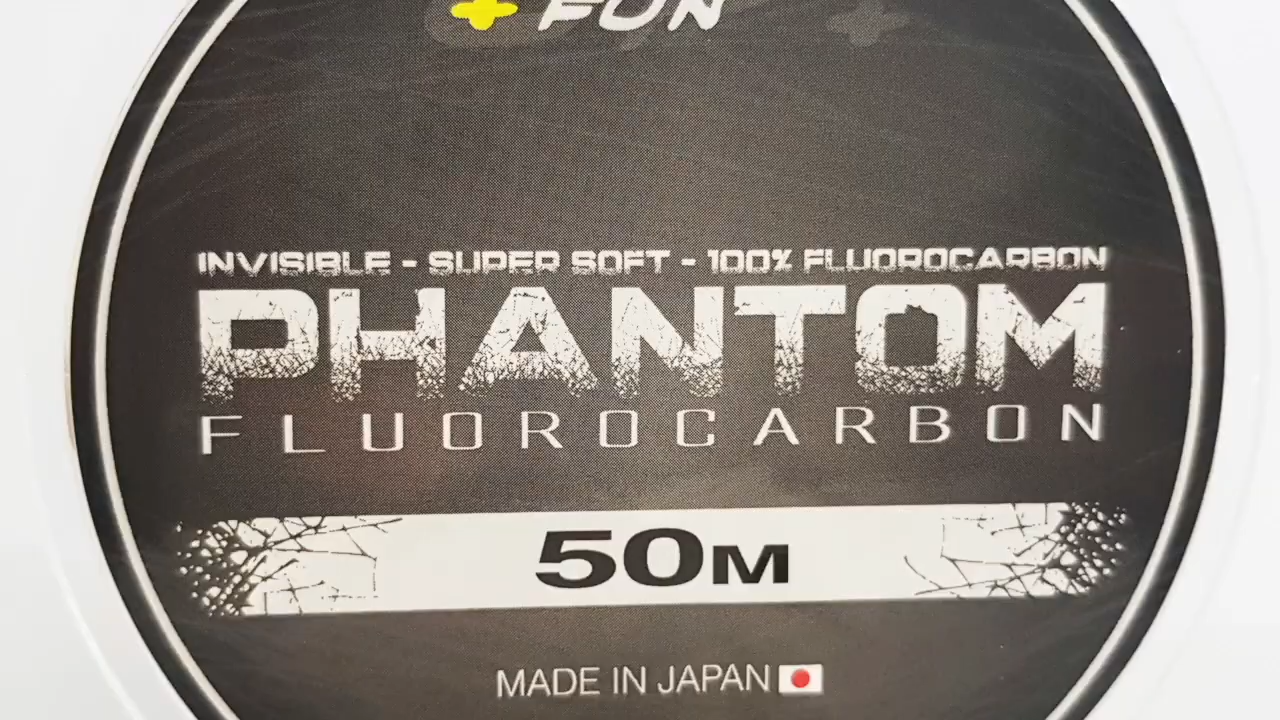 + FUN
INVISIBLE - SUPER SOFT - 100% FLUOROCARBON
PHANTOM
FLUOROCARBON
50M
MADE IN JAPAN